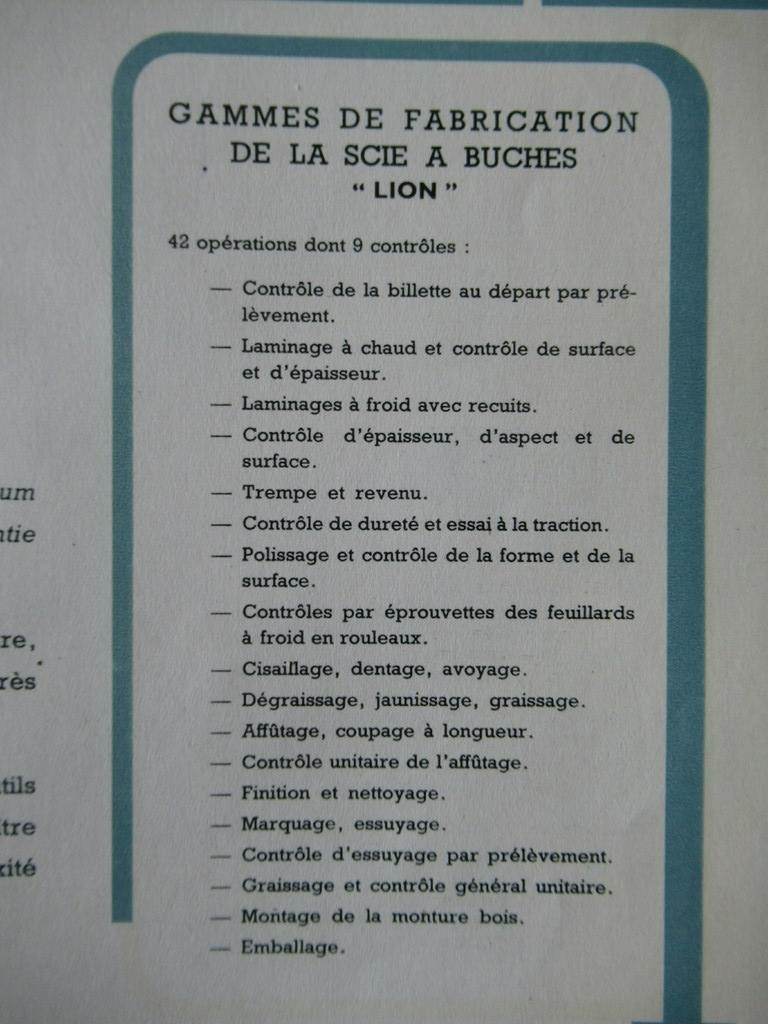 GAMMES DE FABRICATION
DE LA SCIE A BUCHES
“ LION ”
42 opérations dont 9 contrôles :
— Contrôle de la billette au départ par pré-
lèvement.
— Laminage à chaud et contrôle de surface
et d'épaisseur.
— Laminages à froid avec recuits.
— Contrôle d'épaisseur, d'aspect et de
surface.
— Trempe et revenu.
— Contrôle de dureté et essai à la traction.
— Polissage et contrôle de la forme et de la
surface.
— Contrôles par éprouvettes des feuillards
à froid en rouleaux.
— Cisaillage, dentage, avoyage.
— Dégraissage, jaunissage, graissage.
— Affûtage, coupage à longueur.
— Contrôle unitaire de l'affûtage.
— Finition et nettoyage.
— Marquage, essuyage.
— Contrôle d'essuyage par prélèvement.
— Graissage et contrôle général unitaire.
— Montage de la monture bois.
— Emballage.